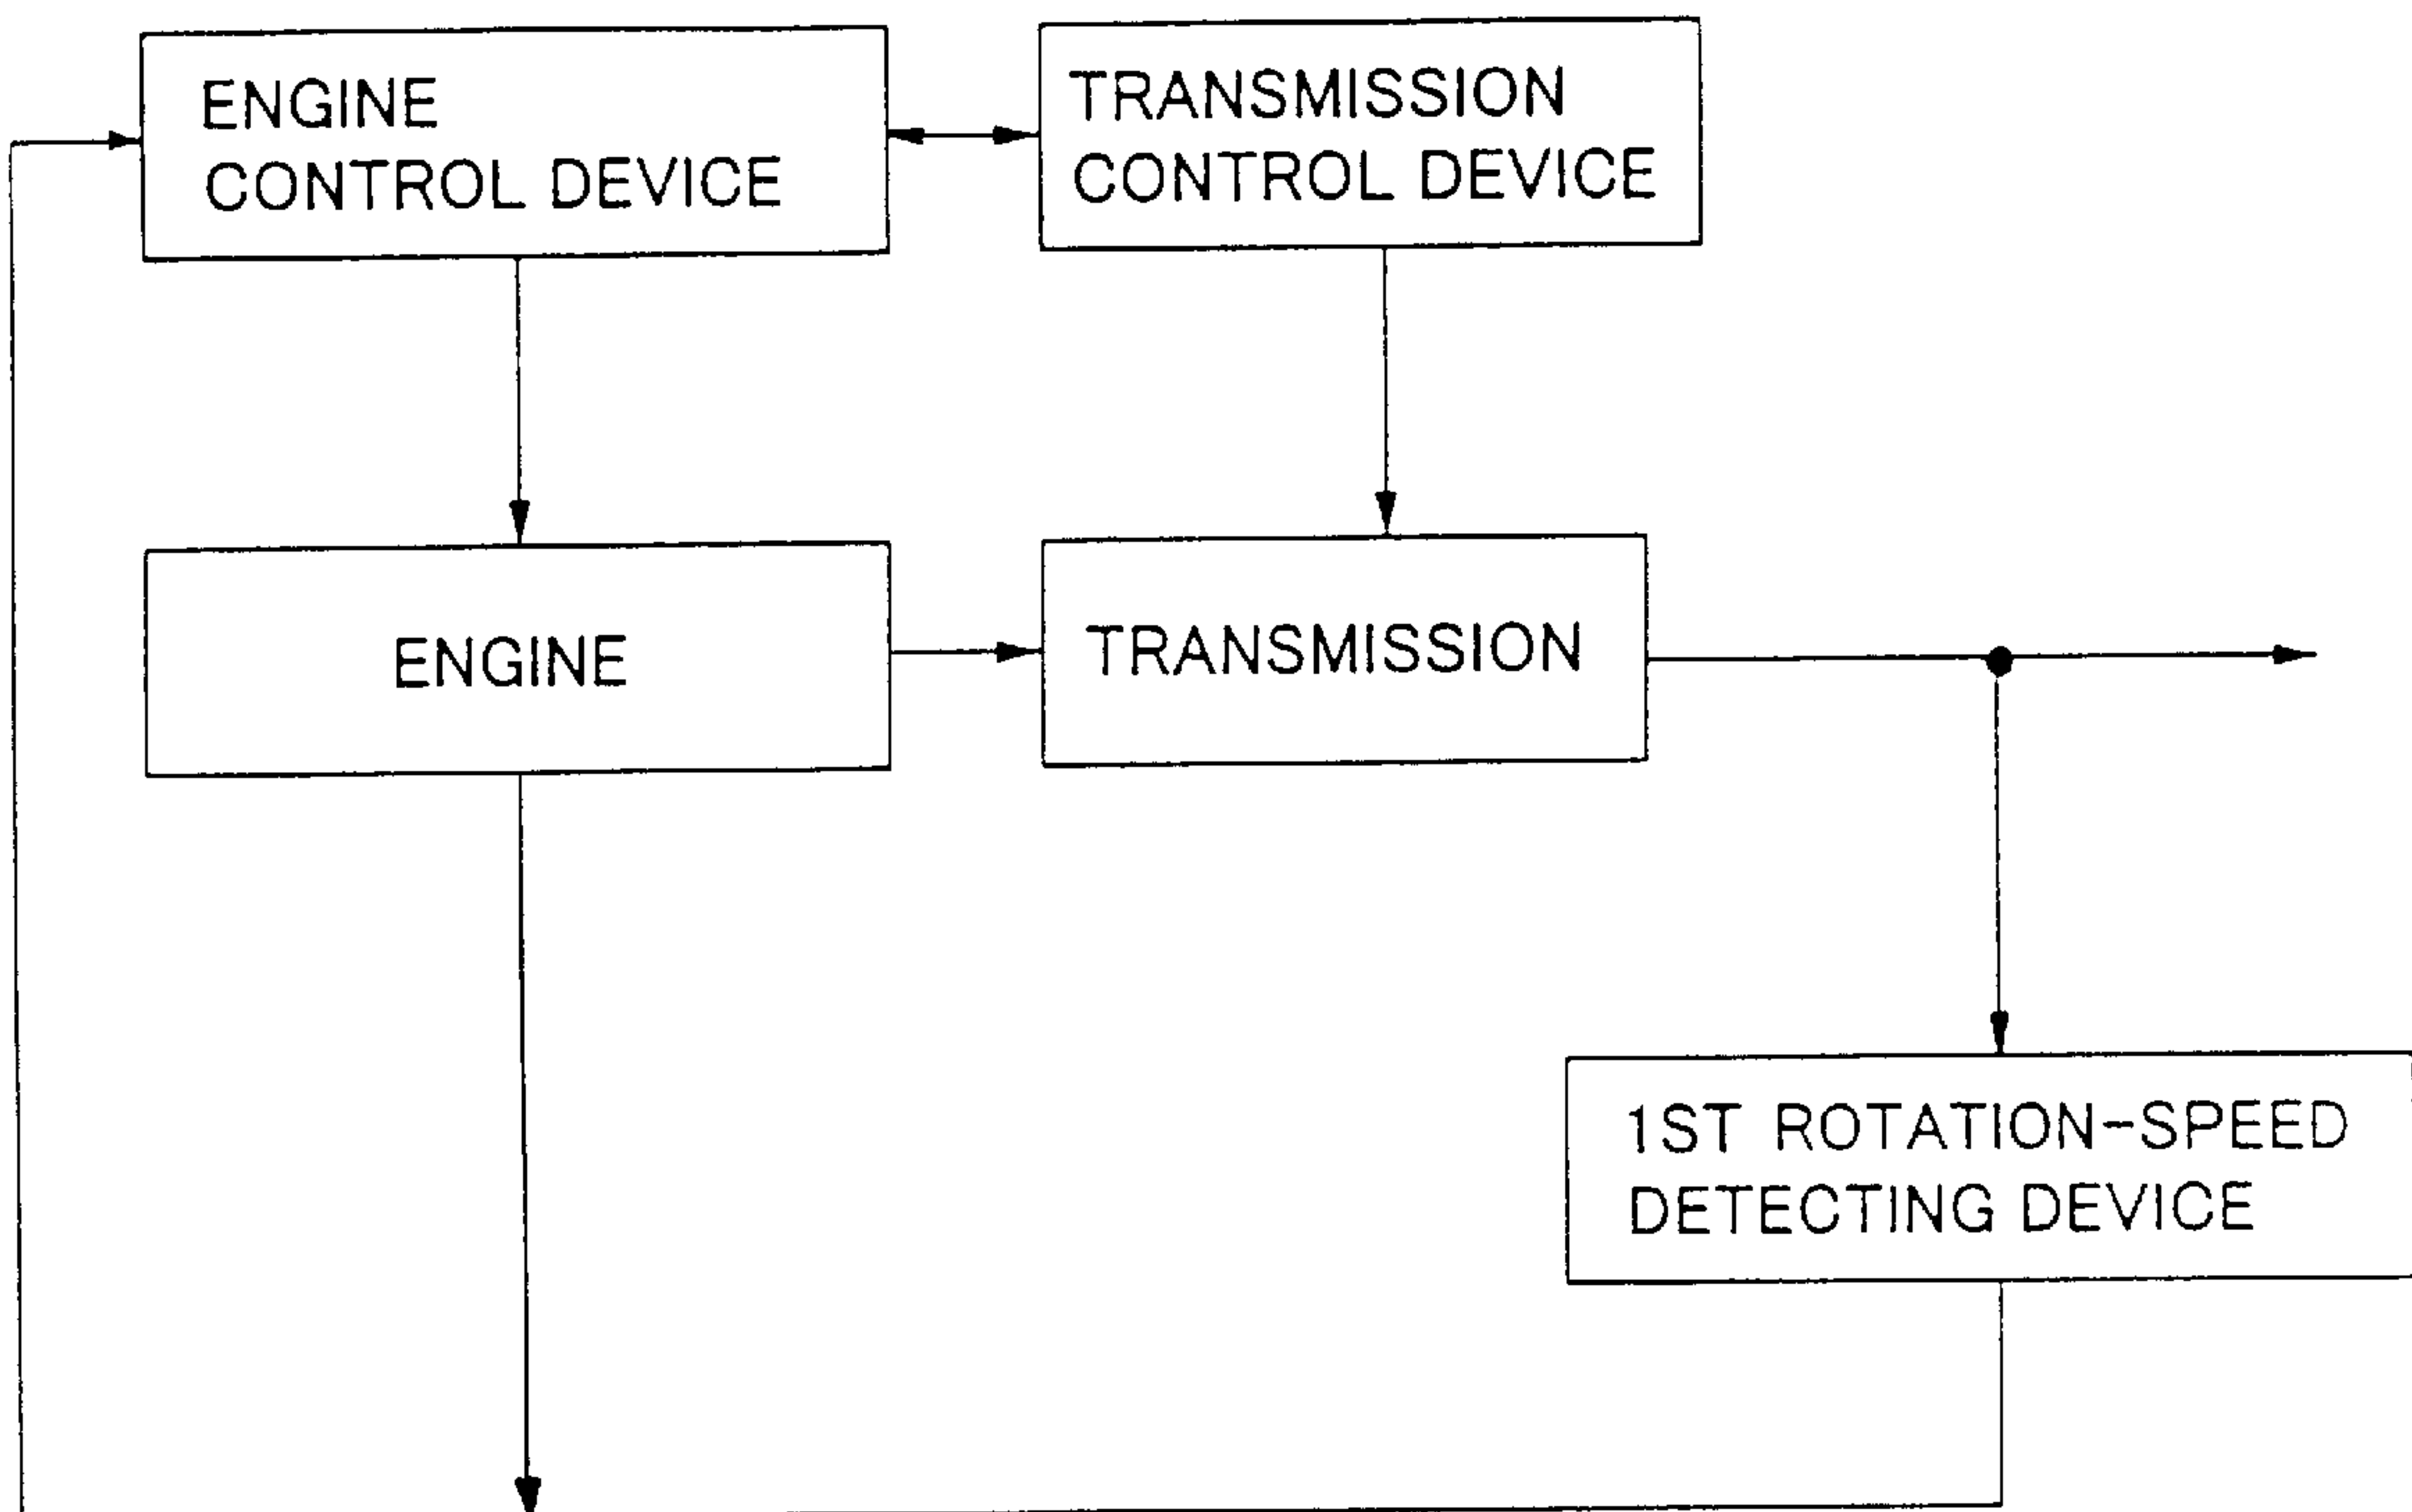 ENGINE
CONTROL DEVICE
TRANSMISSION
CONTROL DEVICE
ENGINE
TRANSMISSION
1ST ROTATION-SPEED
DETECTING DEVICE